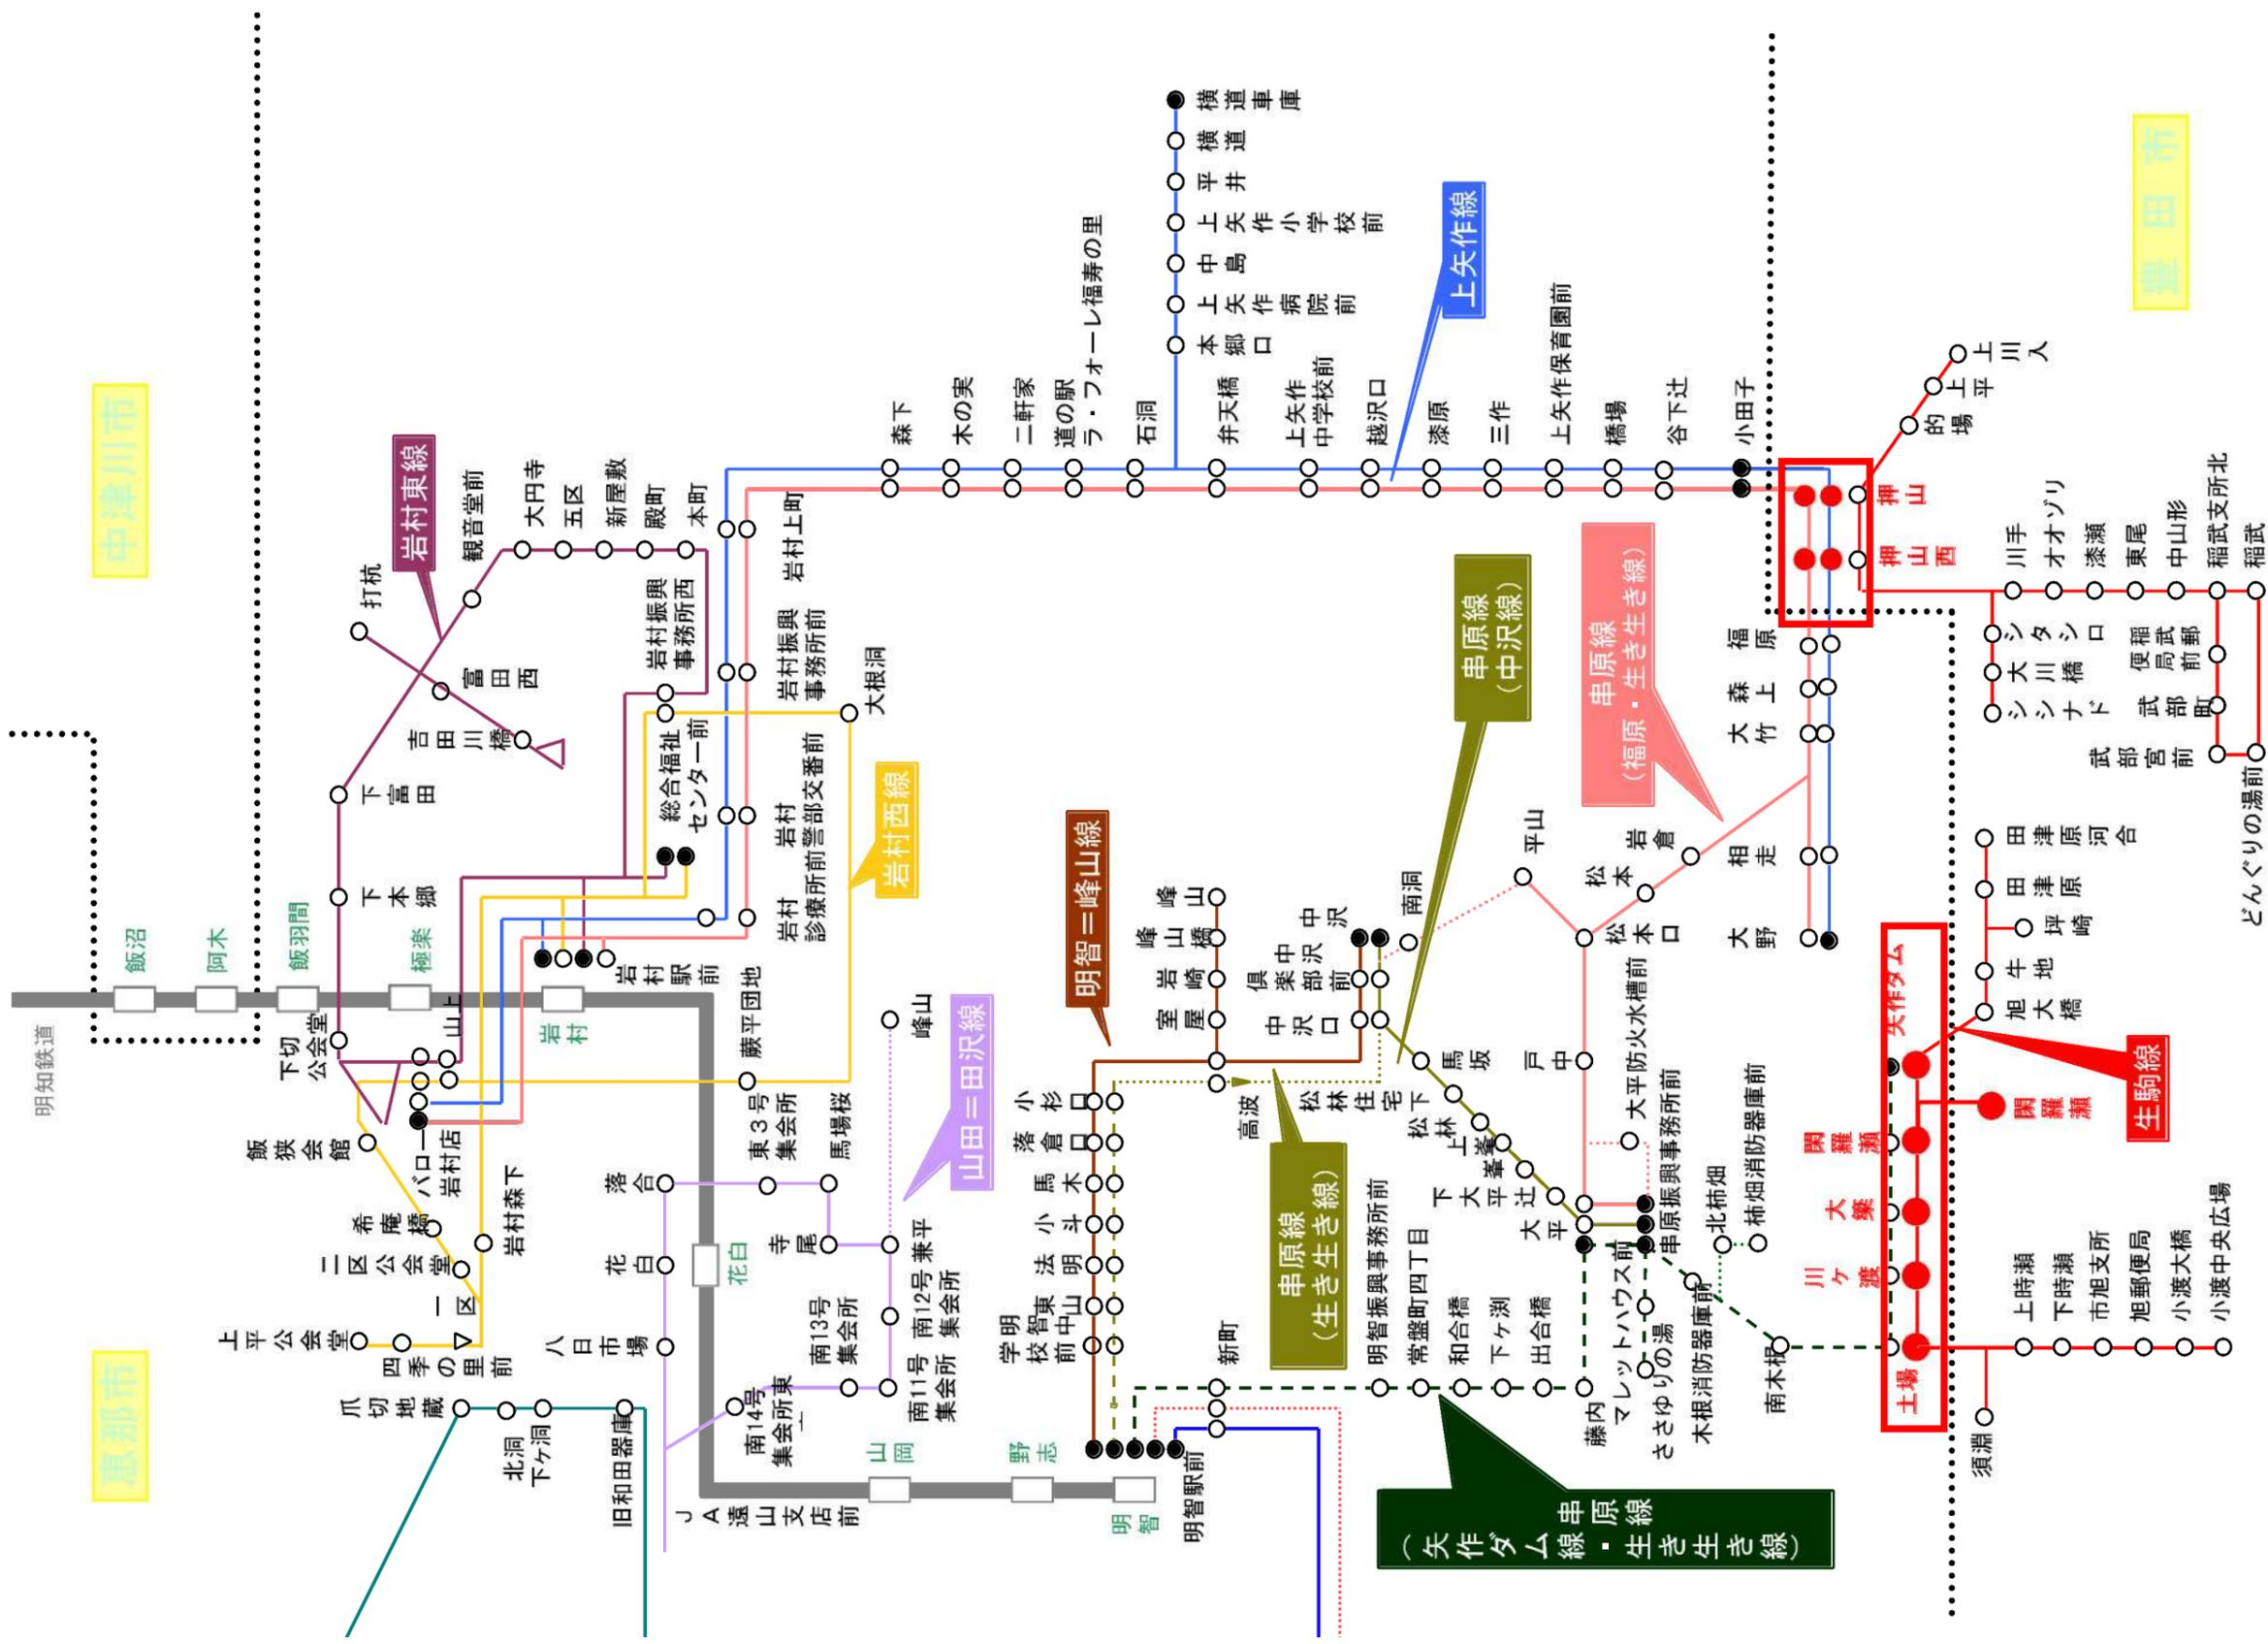 中津川市
恵那市
豊田市
明知鉄道
飯沼
阿木
飯羽間
極楽
岩村
花白
山岡
野志
明智
岩村東線
打杭
富田西
吉田川橋
観音堂前
大円寺
五区
新屋敷
殿町
本町
岩村振興
事務所西
下富田
下本郷
下切
公会堂
山上
総合福祉
センター前
岩村駅前
バロー
岩村店
飯狭会館
希庵橋
二区公会堂
一区
上平公会堂
四季の里前
岩村森下
岩村西線
大根洞
蕨平団地
東3号
集会所
岩村上町
岩村振興
事務所前
岩村
警部交番前
岩村
診療所前
森下
木の実
二軒家
道の駅
ラ・フォーレ福寿の里
石洞
弁天橋
上矢作
中学校前
越沢口
漆原
三作
上矢作保育園前
橋場
谷下辻
小田子
本郷口
上矢作病院前
中島
上矢作小学校前
平井
横道
横道車庫
上矢作線
押山
押山西
的場
上平
上川入
川手
オオゾリ
漆瀬
東尾
中山形
稲武支所北
稲武
シタシロ
大川橋
シシナド
稲武郵便局前
武部町
武部宮前
どんぐりの湯前
福原
森上
大竹
相走
大野
串原線
(福原・生き生き線)
岩倉
松本
松本口
平山
南洞
戸中
大平防火水槽前
串原振興事務所前
串原線
(中沢線)
明智=峰山線
峰山
峰山橋
岩崎
室屋
高波
中沢
中沢倶楽部前
中沢口
馬坂
松林住宅下
松林
上峯
峯
下大平辻
大平
小杉口
落倉口
馬木
小斗
法明
東山
明智中学校前
串原線
(生き生き線)
新町
明智駅前
明智振興事務所前
常盤町四丁目
和合橋
下ヶ渕
出合橋
藤内
マレットハウス前
ささゆりの湯
木根消防器庫前
北柿畑
柿畑消防器庫前
南木根
串原線
(矢作ダム線・生き生き線)
山田=田沢線
峰山
馬場桜
落合
花白
八日市場
寺尾
兼平
南12号
集会所
南11号
集会所
南13号
集会所
南14号
集会所東
JA遠山支店前
爪切地蔵
北洞
下ケ洞
旧和田器庫
矢作ダム
閑羅瀬
大簗
川ケ渡
土場
閑羅瀬
生駒線
田津原河合
田津原
坪崎
牛地
旭大橋
上時瀬
下時瀬
市旭支所
旭郵便局
小渡大橋
小渡中央広場
須淵